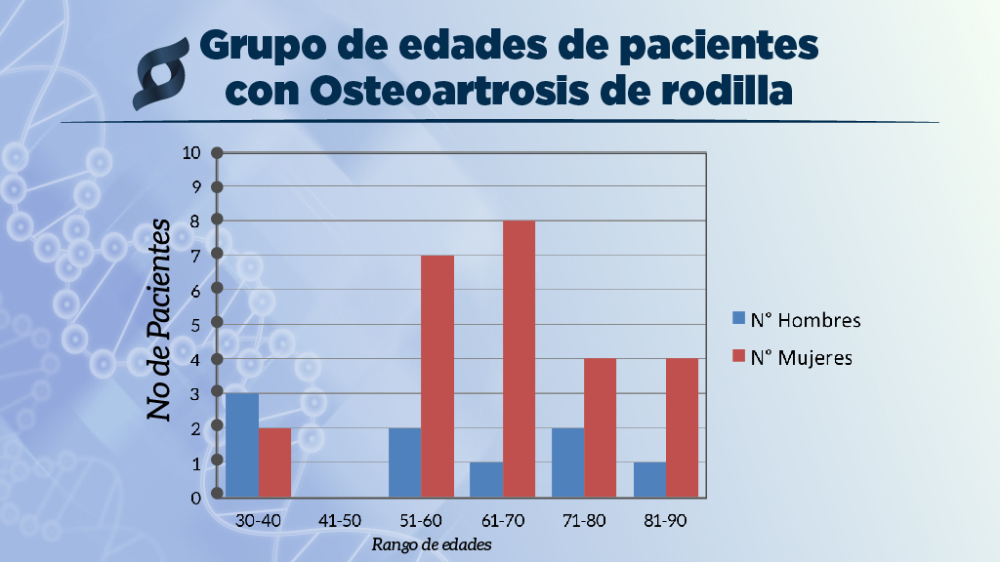 Grupo de edades de pacientes
con Osteoartrosis de rodilla
No de Pacientes
10
9
8
7
6
5
4
3
2
1
0
30-40 41-50 51-60 61-70 71-80 81-90
Rango de edades
N° Hombres
N° Mujeres